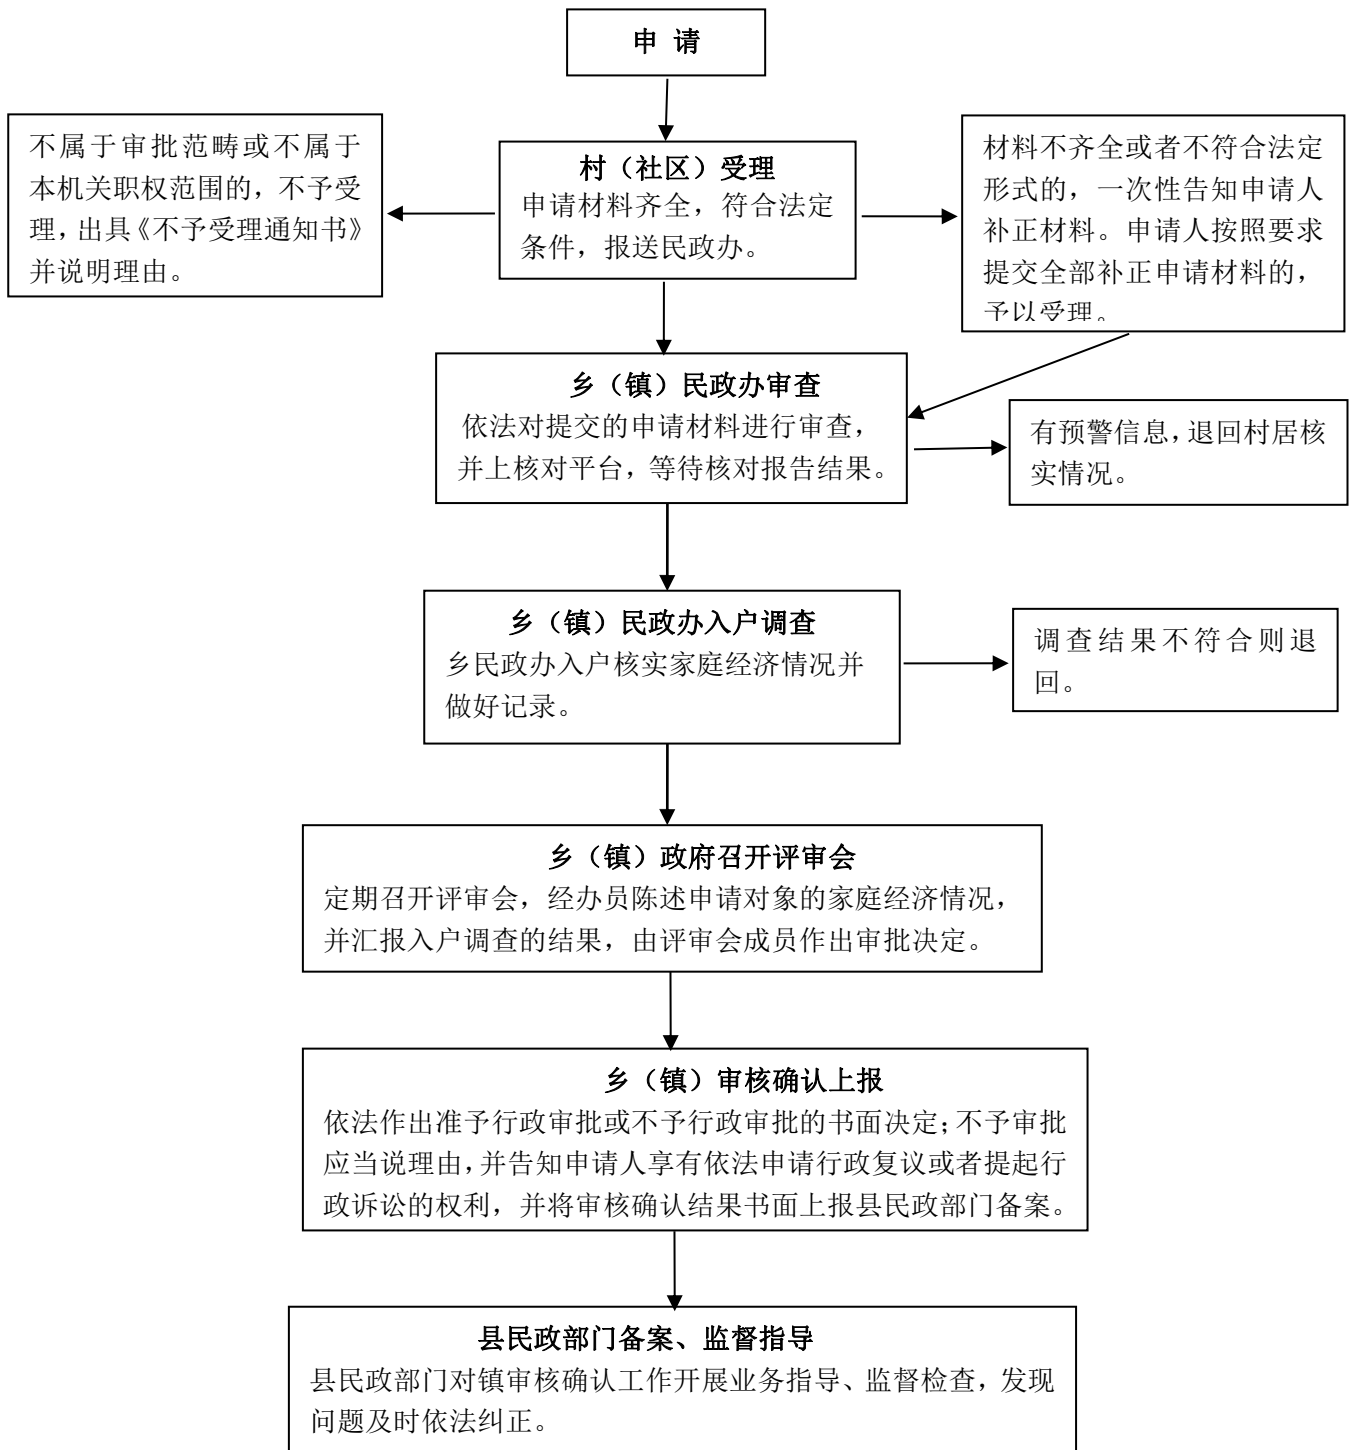 申 请
不属于审批范畴或不属于
本机关职权范围的，不予受
理，出具《不予受理通知书》
并说明理由。
村（社区）受理
申请材料齐全，符合法定
条件，报送民政办。
材料不齐全或者不符合法定
形式的，一次性告知申请人
补正材料。申请人按照要求
提交全部补正申请材料的，
予以受理。
乡（镇）民政办审查
依法对提交的申请材料进行审查，
并上核对平台，等待核对报告结果。
有预警信息，退回村居核
实情况。
乡（镇）民政办入户调查
乡民政办入户核实家庭经济情况并
做好记录。
调查结果不符合则退
回。
乡（镇）政府召开评审会
定期召开评审会，经办员陈述申请对象的家庭经济情况，
并汇报入户调查的结果，由评审会成员作出审批决定。
乡（镇）审核确认上报
依法作出准予行政审批或不予行政审批的书面决定；不予审批
应当说理由，并告知申请人享有依法申请行政复议或者提起行
政诉讼的权利，并将审核确认结果书面上报县民政部门备案。
县民政部门备案、监督指导
县民政部门对镇审核确认工作开展业务指导、监督检查，发现
问题及时依法纠正。